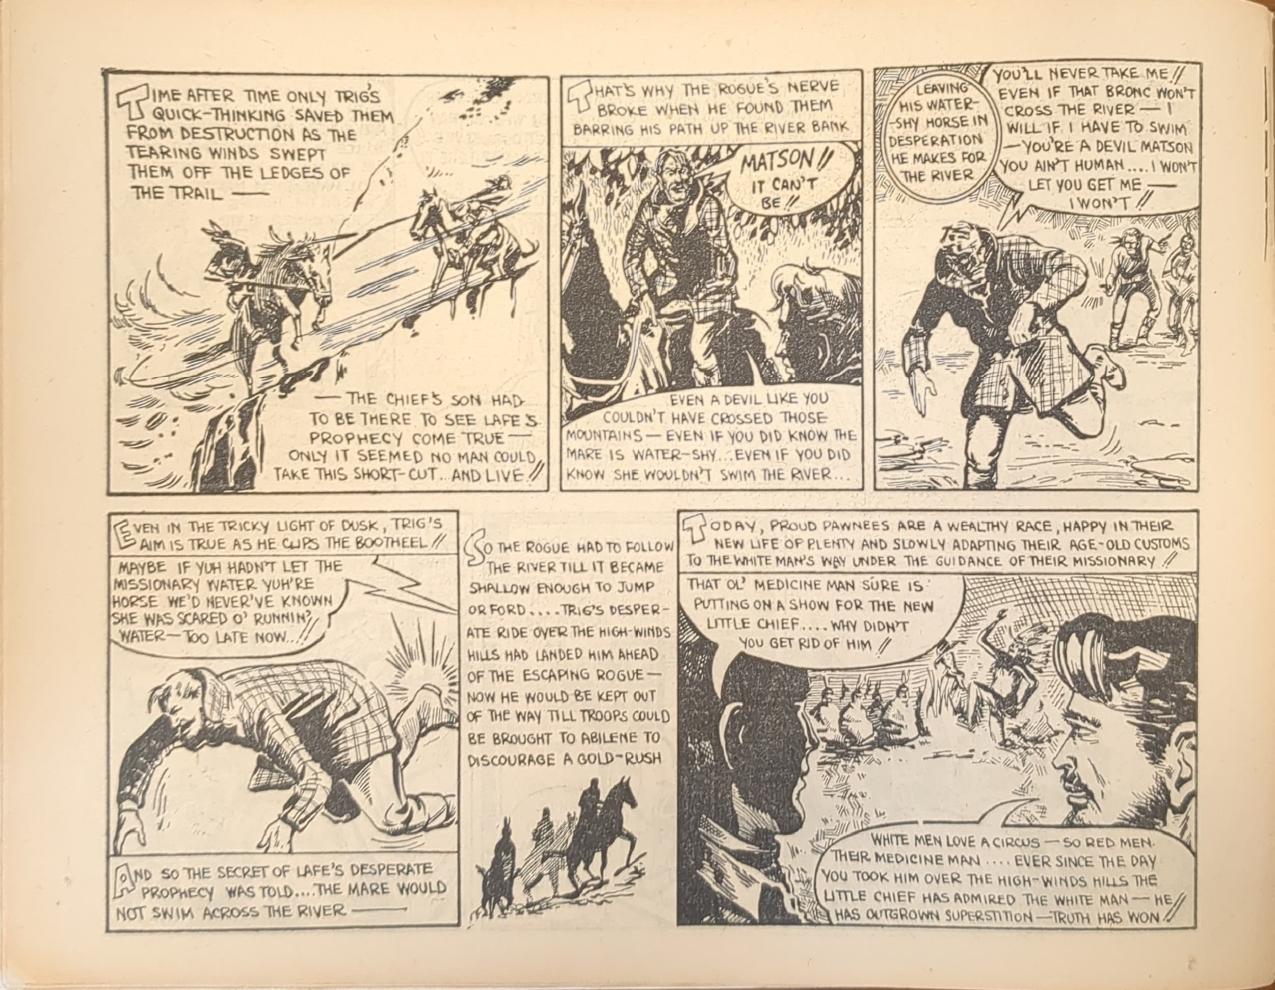 TIME AFTER TIME ONLY TRIG'S
QUICK-THINKING SAVED THEM
FROM DESTRUCTION AS THE
TEARING WINDS SWEPT
THEM OFF THE LEDGES OF
THE TRAIL —
— THE CHIEF'S SON HAD
TO BE THERE TO SEE LAFE'S
PROPHECY COME TRUE —
ONLY IT SEEMED NO MAN COULD
TAKE THIS SHORT-CUT...AND LIVE!!
THAT'S WHY THE ROGUE'S NERVE
BROKE WHEN HE FOUND THEM
BARRING HIS PATH UP THE RIVER BANK
MATSON!!
IT CAN'T
BE!!
EVEN A DEVIL LIKE YOU
COULDN'T HAVE CROSSED THOSE
MOUNTAINS — EVEN IF YOU DID KNOW THE
MARE IS WATER-SHY...EVEN IF YOU DID
KNOW SHE WOULDN'T SWIM THE RIVER...
LEAVING
HIS WATER-
-SHY HORSE IN
DESPERATION
HE MAKES FOR
THE RIVER
YOU'LL NEVER TAKE ME!!
EVEN IF THAT BRONC WON'T
CROSS THE RIVER — I
WILL IF I HAVE TO SWIM
— YOU'RE A DEVIL MATSON
YOU AIN'T HUMAN....I WON'T
LET YOU GET ME —
I WON'T!!
EVEN IN THE TRICKY LIGHT OF DUSK, TRIG'S
AIM IS TRUE AS HE CLIPS THE BOOTHEEL!!
MAYBE IF YUH HADN'T LET THE
MISSIONARY WATER YUH'RE
HORSE WE'D NEVER'VE KNOWN
SHE WAS SCARED O' RUNNIN'
WATER — TOO LATE NOW...!!
AND SO THE SECRET OF LAFE'S DESPERATE
PROPHECY WAS TOLD....THE MARE WOULD
NOT SWIM ACROSS THE RIVER —
SO THE ROGUE HAD TO FOLLOW
THE RIVER TILL IT BECAME
SHALLOW ENOUGH TO JUMP
OR FORD....TRIG'S DESPER-
ATE RIDE OVER THE HIGH-WINDS
HILLS HAD LANDED HIM AHEAD
OF THE ESCAPING ROGUE —
NOW HE WOULD BE KEPT OUT
OF THE WAY TILL TROOPS COULD
BE BROUGHT TO ABILENE TO
DISCOURAGE A GOLD-RUSH
TODAY, PROUD PAWNEES ARE A WEALTHY RACE, HAPPY IN THEIR
NEW LIFE OF PLENTY AND SLOWLY ADAPTING THEIR AGE-OLD CUSTOMS
TO THE WHITE MAN'S WAY UNDER THE GUIDANCE OF THEIR MISSIONARY!!
THAT OL' MEDICINE MAN SURE IS
PUTTING ON A SHOW FOR THE NEW
LITTLE CHIEF....WHY DIDN'T
YOU GET RID OF HIM!!
WHITE MEN LOVE A CIRCUS — SO RED MEN
THEIR MEDICINE MAN ....EVER SINCE THE DAY
YOU TOOK HIM OVER THE HIGH-WINDS HILLS THE
LITTLE CHIEF HAS ADMIRED THE WHITE MAN — HE
HAS OUTGROWN SUPERSTITION — TRUTH HAS WON!!